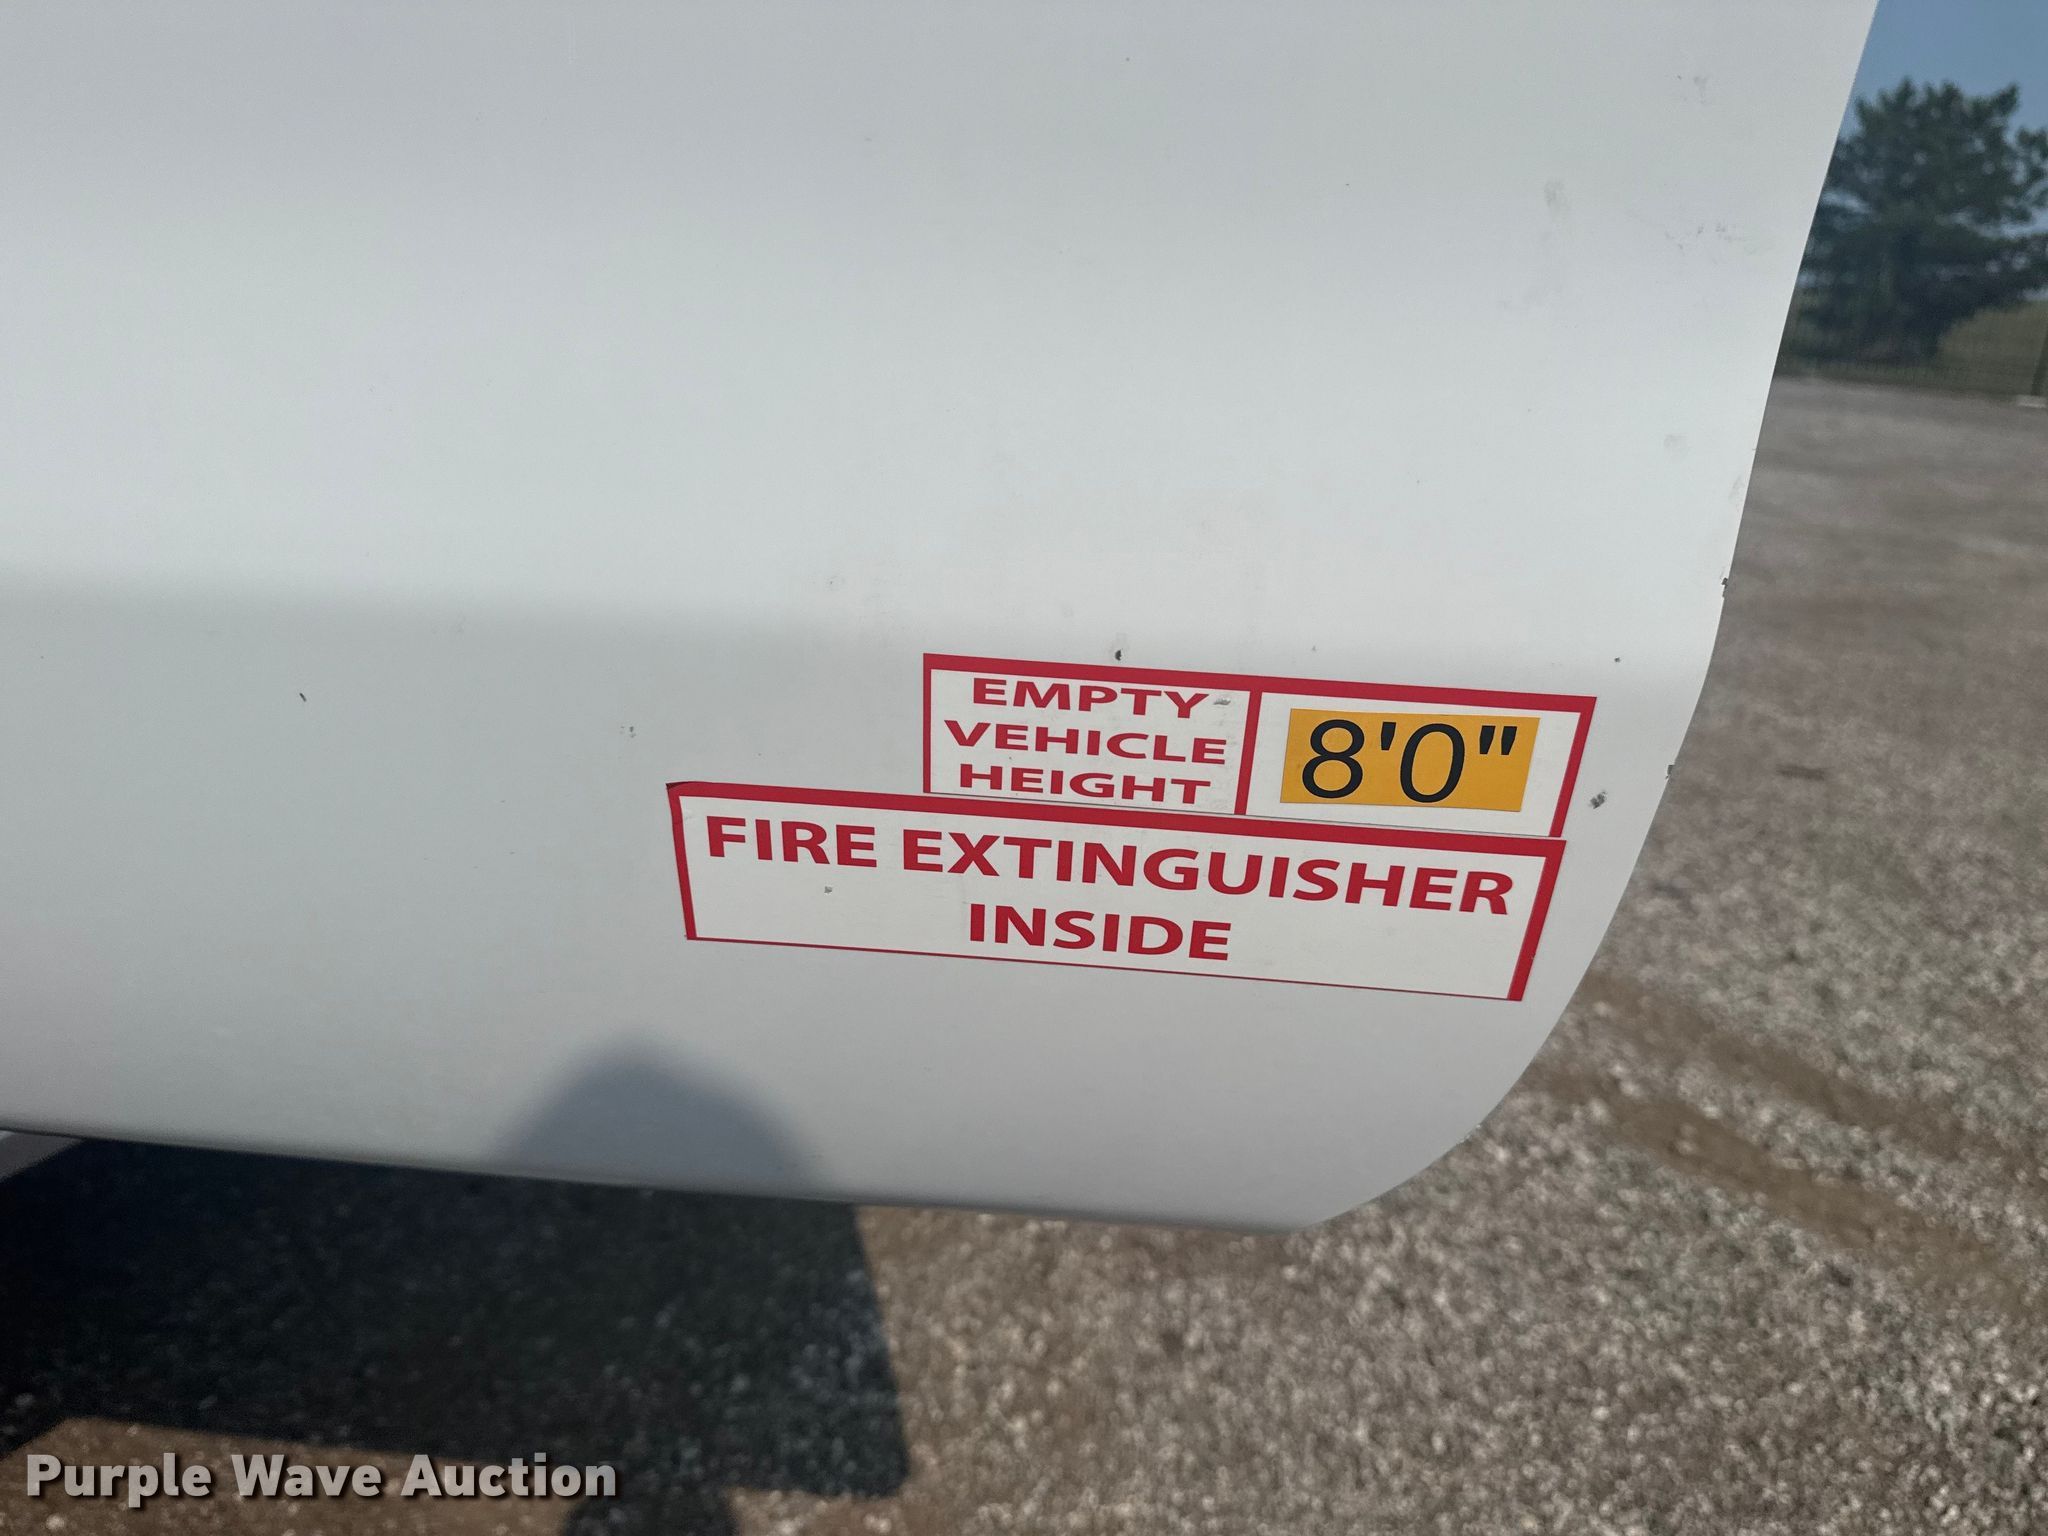 EMPTY
VEHICLE
HEIGHT
8'0"
FIRE EXTINGUISHER
INSIDE
Purple Wave Auction